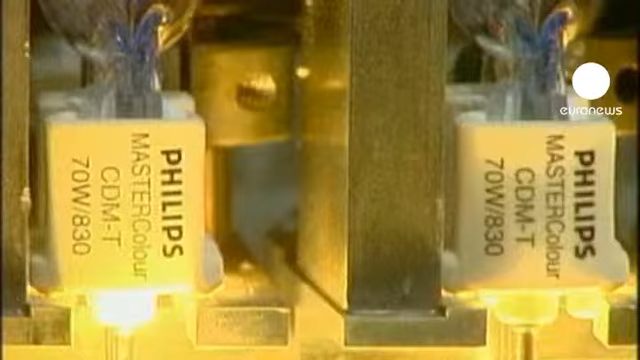 PHILIPS
MASTERColour
CDM-T
70W/830
PHILIPS
MASTERColour
CDM-T
70W/830
euronews